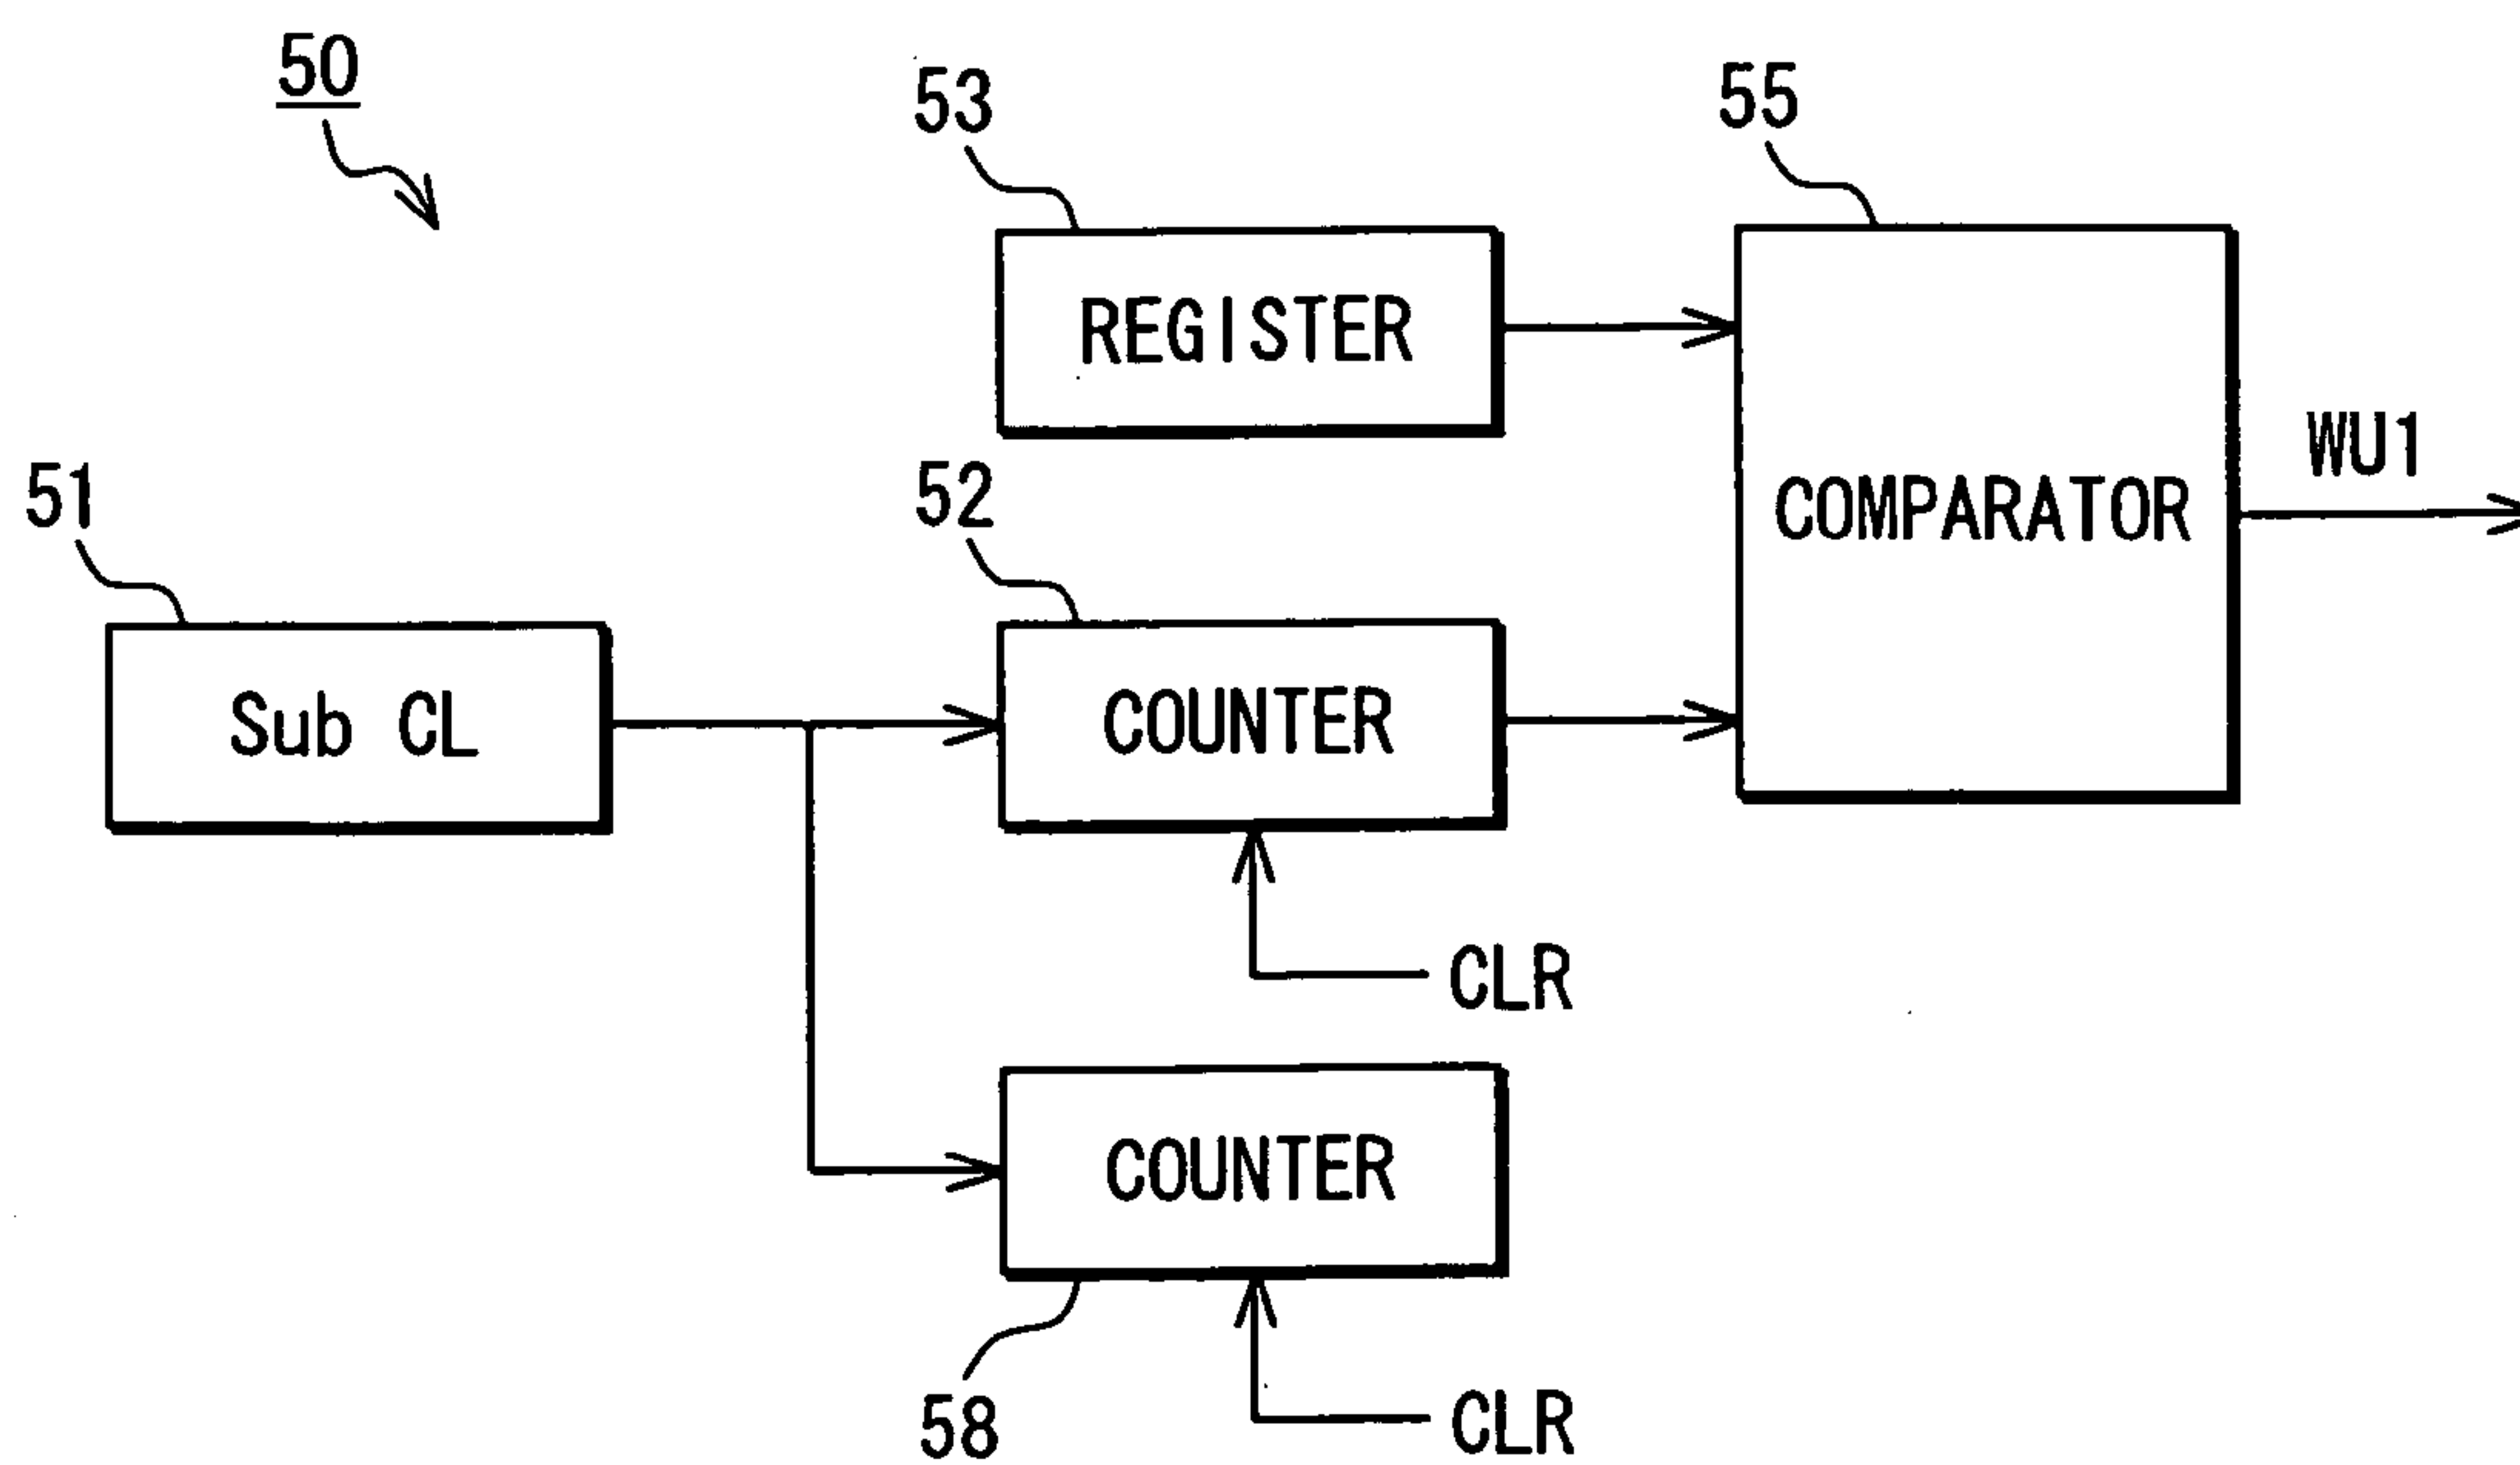 50
53
55
REGISTER
WU1
COMPARATOR
51
52
Sub CL
COUNTER
CLR
COUNTER
58
CLR